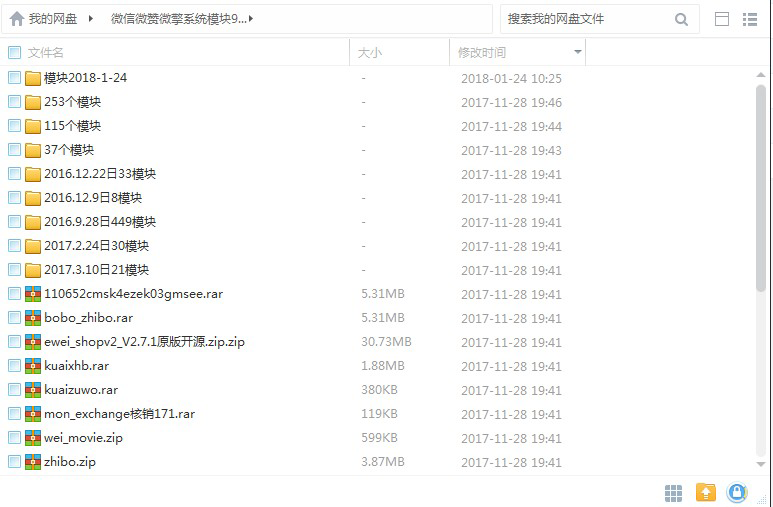 我的网盘 微信微赞微擎系统模块9... 搜索我的网盘文件
文件名 大小 修改时间
模块2018-1-24 - 2018-01-24 10:25
253个模块 - 2017-11-28 19:46
115个模块 - 2017-11-28 19:44
37个模块 - 2017-11-28 19:43
2016.12.22日33模块 - 2017-11-28 19:41
2016.12.9日8模块 - 2017-11-28 19:41
2016.9.28日449模块 - 2017-11-28 19:41
2017.2.24日30模块 - 2017-11-28 19:41
2017.3.10日21模块 - 2017-11-28 19:41
110652cmsk4ezek03gmsee.rar 5.31MB 2017-11-28 19:41
bobo_zhibo.rar 5.31MB 2017-11-28 19:41
ewei_shopv2_V2.7.1原版开源.zip.zip 30.73MB 2017-11-28 19:41
kuaixhb.rar 1.88MB 2017-11-28 19:41
kuaizuwo.rar 380KB 2017-11-28 19:41
mon_exchange核销171.rar 119KB 2017-11-28 19:41
wei_movie.zip 599KB 2017-11-28 19:41
zhibo.zip 3.87MB 2017-11-28 19:41